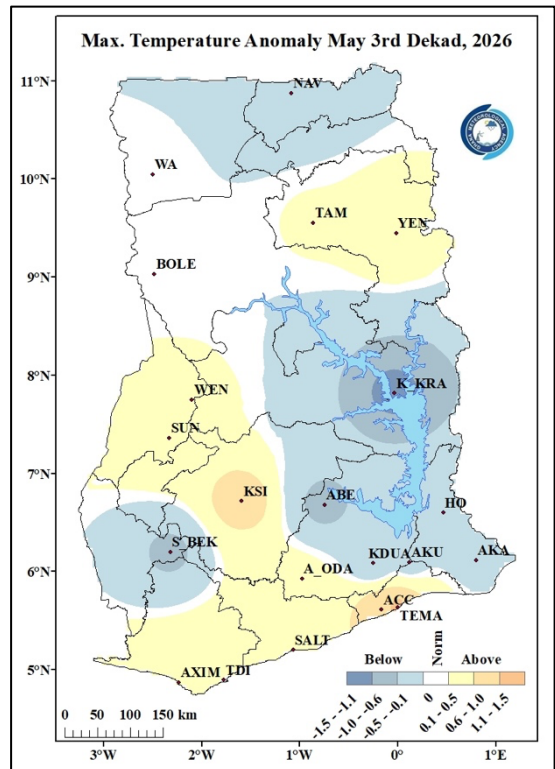 Max. Temperature Anomaly May 3rd Dekad, 2026
11°N
NAV
WA
10°N
TAM
YEN
BOLE
9°N
8°N
K_KRA
WEN
SUN
7°N
KSI
ABE
HO
S_BEK
6°N
KDUA
AKU
AKA
A_ODA
ACC
TEMA
SALT
5°N
AXIM
TDI
Below
Norm
Above
-1.5 - -1.1
-1.0 - -0.6
-0.5 - -0.1
0
0.1 - 0.5
0.6 - 1.0
1.1 - 1.5
0 50 100 150 km
3°W 2°W 1°W 0° 1°E